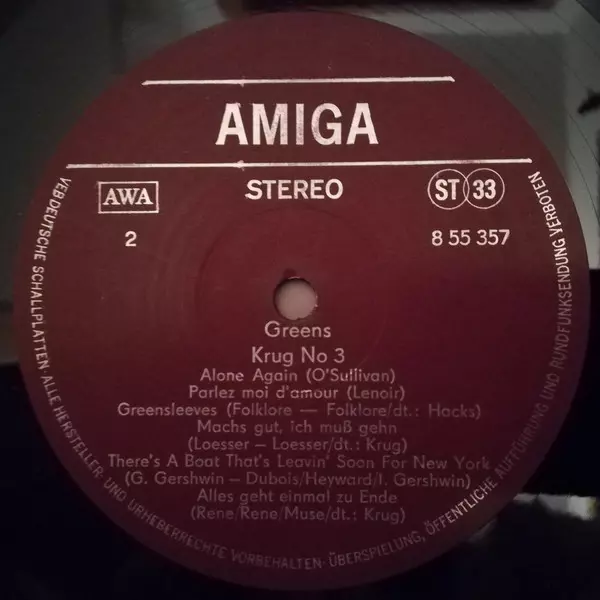 AMIGA
AWA
STEREO
ST 33
2
8 55 357
Greens
Krug No 3
Alone Again (O'Sullivan)
Parlez moi d'amour (Lenoir)
Greensleeves (Folklore — Folklore/dt.: Hacks)
Machs gut, ich muß gehn
(Loesser – Loesser/dt.: Krug)
There's A Boat That's Leavin' Soon For New York
(G. Gershwin – Dubois/Heyward/I. Gershwin)
Alles geht einmal zu Ende
(Rene/Rene/Muse/dt.: Krug)
VEB DEUTSCHE SCHALLPLATTEN · ALLE HERSTELLER- UND URHEBERRECHTE VORBEHALTEN · ÜBERSPIELUNG, ÖFFENTLICHE AUFFÜHRUNG UND RUNDFUNKSENDUNG VERBOTEN